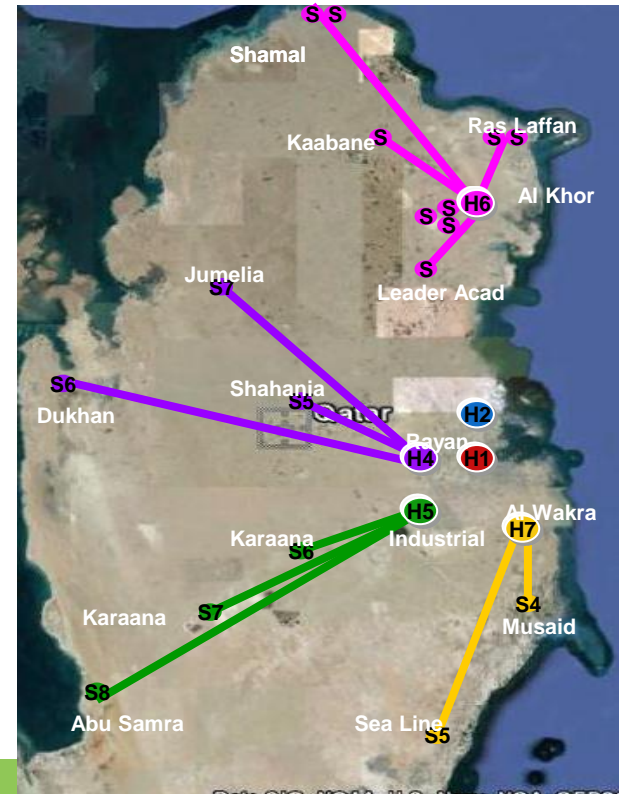 S S
Shamal
Kaabane S
Ras Laffan
S S
Al Khor
H6
S
S
S
S
Leader Acad
Jumelia
S7
S6
Dukhan
Shahania
S5
Qatar
H2
Rayan
H4
H1
H5
Industrial
Al Wakra
H7
Karaana
S6
Karaana
S7
S4
Musaid
S8
Abu Samra
Sea Line
S5